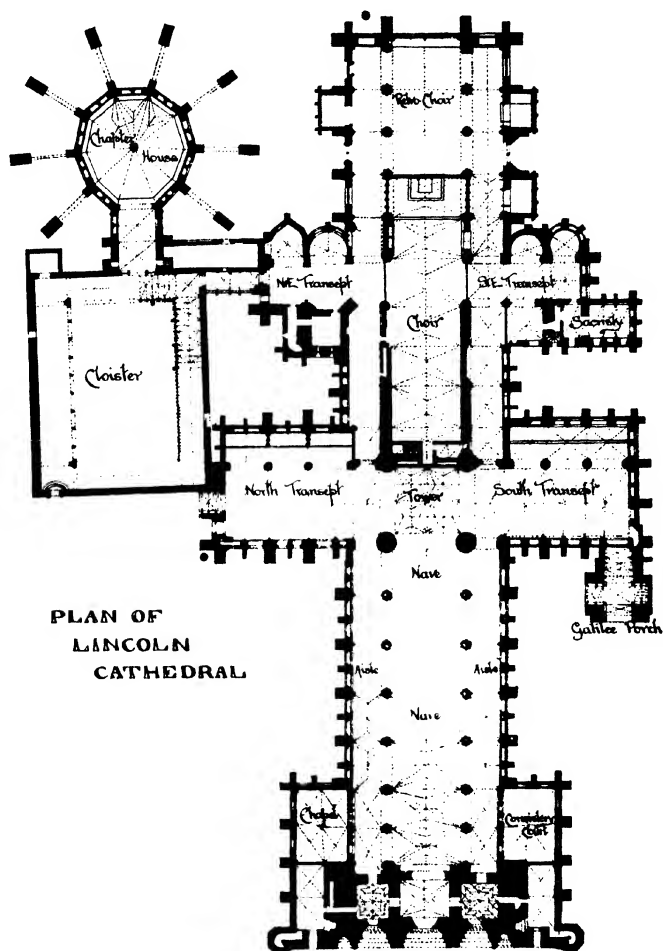 Retro Choir
Chapter
House
N.E. Transept
S.E. Transept
Choir
Sacristy
Cloister
North Transept
Tower
South Transept
Nave
Galilee Porch
PLAN OF
LINCOLN
CATHEDRAL
Aisle
Aisle
Nave
Chapel
Consistory
Court